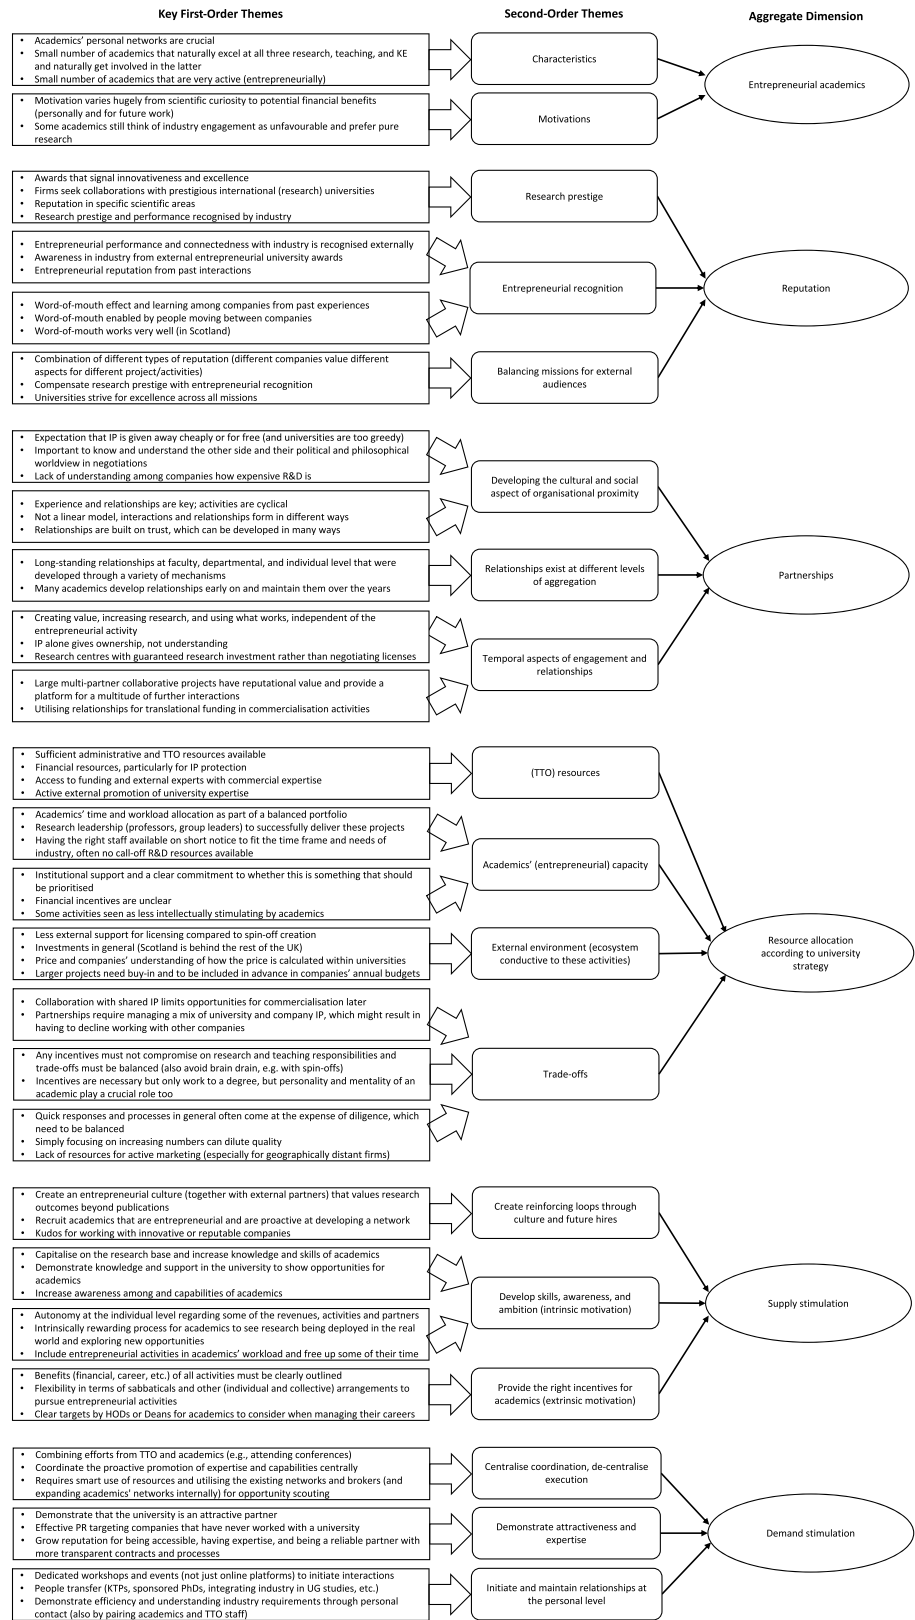 Key First-Order Themes
Second-Order Themes
Aggregate Dimension
• Academics' personal networks are crucial
• Small number of academics that naturally excel at all three research, teaching, and KE
and naturally get involved in the latter
• Small number of academics that are very active (entrepreneurially)
Characteristics
• Motivation varies hugely from scientific curiosity to potential financial benefits
(personally and for future work)
• Some academics still think of industry engagement as unfavourable and prefer pure
research
Motivations
Entrepreneurial academics
• Awards that signal innovativeness and excellence
• Firms seek collaborations with prestigious international (research) universities
• Reputation in specific scientific areas
• Research prestige and performance recognised by industry
Research prestige
• Entrepreneurial performance and connectedness with industry is recognised externally
• Awareness in industry from external entrepreneurial university awards
• Entrepreneurial reputation from past interactions
Entrepreneurial recognition
Reputation
• Word-of-mouth effect and learning among companies from past experiences
• Word-of-mouth enabled by people moving between companies
• Word-of-mouth works very well (in Scotland)
• Combination of different types of reputation (different companies value different
aspects for different project/activities)
• Compensate research prestige with entrepreneurial recognition
• Universities strive for excellence across all missions
Balancing missions for external
audiences
• Expectation that IP is given away cheaply or for free (and universities are too greedy)
• Important to know and understand the other side and their political and philosophical
worldview in negotiations
• Lack of understanding among companies how expensive R&D is
Developing the cultural and social
aspect of organisational proximity
• Experience and relationships are key; activities are cyclical
• Not a linear model, interactions and relationships form in different ways
• Relationships are built on trust, which can be developed in many ways
• Long-standing relationships at faculty, departmental, and individual level that were
developed through a variety of mechanisms
• Many academics develop relationships early on and maintain them over the years
Relationships exist at different levels
of aggregation
Partnerships
• Creating value, increasing research, and using what works, independent of the
entrepreneurial activity
• IP alone gives ownership, not understanding
• Research centres with guaranteed research investment rather than negotiating licenses
Temporal aspects of engagement and
relationships
• Large multi-partner collaborative projects have reputational value and provide a
platform for a multitude of further interactions
• Utilising relationships for translational funding in commercialisation activities
• Sufficient administrative and TTO resources available
• Financial resources, particularly for IP protection
• Access to funding and external experts with commercial expertise
• Active external promotion of university expertise
(TTO) resources
• Academics' time and workload allocation as part of a balanced portfolio
• Research leadership (professors, group leaders) to successfully deliver these projects
• Having the right staff available on short notice to fit the time frame and needs of
industry, often no call-off R&D resources available
Academics' (entrepreneurial) capacity
• Institutional support and a clear commitment to whether this is something that should
be prioritised
• Financial incentives are unclear
• Some activities seen as less intellectually stimulating by academics
• Less external support for licensing compared to spin-off creation
• Investments in general (Scotland is behind the rest of the UK)
• Price and companies' understanding of how the price is calculated within universities
• Larger projects need buy-in and to be included in advance in companies' annual budgets
External environment (ecosystem
conductive to these activities)
Resource allocation
according to university
strategy
• Collaboration with shared IP limits opportunities for commercialisation later
• Partnerships require managing a mix of university and company IP, which might result in
having to decline working with other companies
• Any incentives must not compromise on research and teaching responsibilities and
trade-offs must be balanced (also avoid brain drain, e.g. with spin-offs)
• Incentives are necessary but only work to a degree, but personality and mentality of an
academic play a crucial role too
Trade-offs
• Quick responses and processes in general often come at the expense of diligence, which
need to be balanced
• Simply focusing on increasing numbers can dilute quality
• Lack of resources for active marketing (especially for geographically distant firms)
• Create an entrepreneurial culture (together with external partners) that values research
outcomes beyond publications
• Recruit academics that are entrepreneurial and are proactive at developing a network
• Kudos for working with innovative or reputable companies
Create reinforcing loops through
culture and future hires
• Capitalise on the research base and increase knowledge and skills of academics
• Demonstrate knowledge and support in the university to show opportunities for
academics
• Increase awareness among and capabilities of academics
Develop skills, awareness, and
ambition (intrinsic motivation)
Supply stimulation
• Autonomy at the individual level regarding some of the revenues, activities and partners
• Intrinsically rewarding process for academics to see research being deployed in the real
world and exploring new opportunities
• Include entrepreneurial activities in academics' workload and free up some of their time
• Benefits (financial, career, etc.) of all activities must be clearly outlined
• Flexibility in terms of sabbaticals and other (individual and collective) arrangements to
pursue entrepreneurial activities
• Clear targets by HODs or Deans for academics to consider when managing their careers
Provide the right incentives for
academics (extrinsic motivation)
• Combining efforts from TTO and academics (e.g., attending conferences)
• Coordinate the proactive promotion of expertise and capabilities centrally
• Requires smart use of resources and utilising the existing networks and brokers (and
expanding academics' networks internally) for opportunity scouting
Centralise coordination, de-centralise
execution
• Demonstrate that the university is an attractive partner
• Effective PR targeting companies that have never worked with a university
• Grow reputation for being accessible, having expertise, and being a reliable partner with
more transparent contracts and processes
Demonstrate attractiveness and
expertise
Demand stimulation
• Dedicated workshops and events (not just online platforms) to initiate interactions
• People transfer (KTPs, sponsored PhDs, integrating industry in UG studies, etc.)
• Demonstrate efficiency and understanding industry requirements through personal
contact (also by pairing academics and TTO staff)
Initiate and maintain relationships at
the personal level